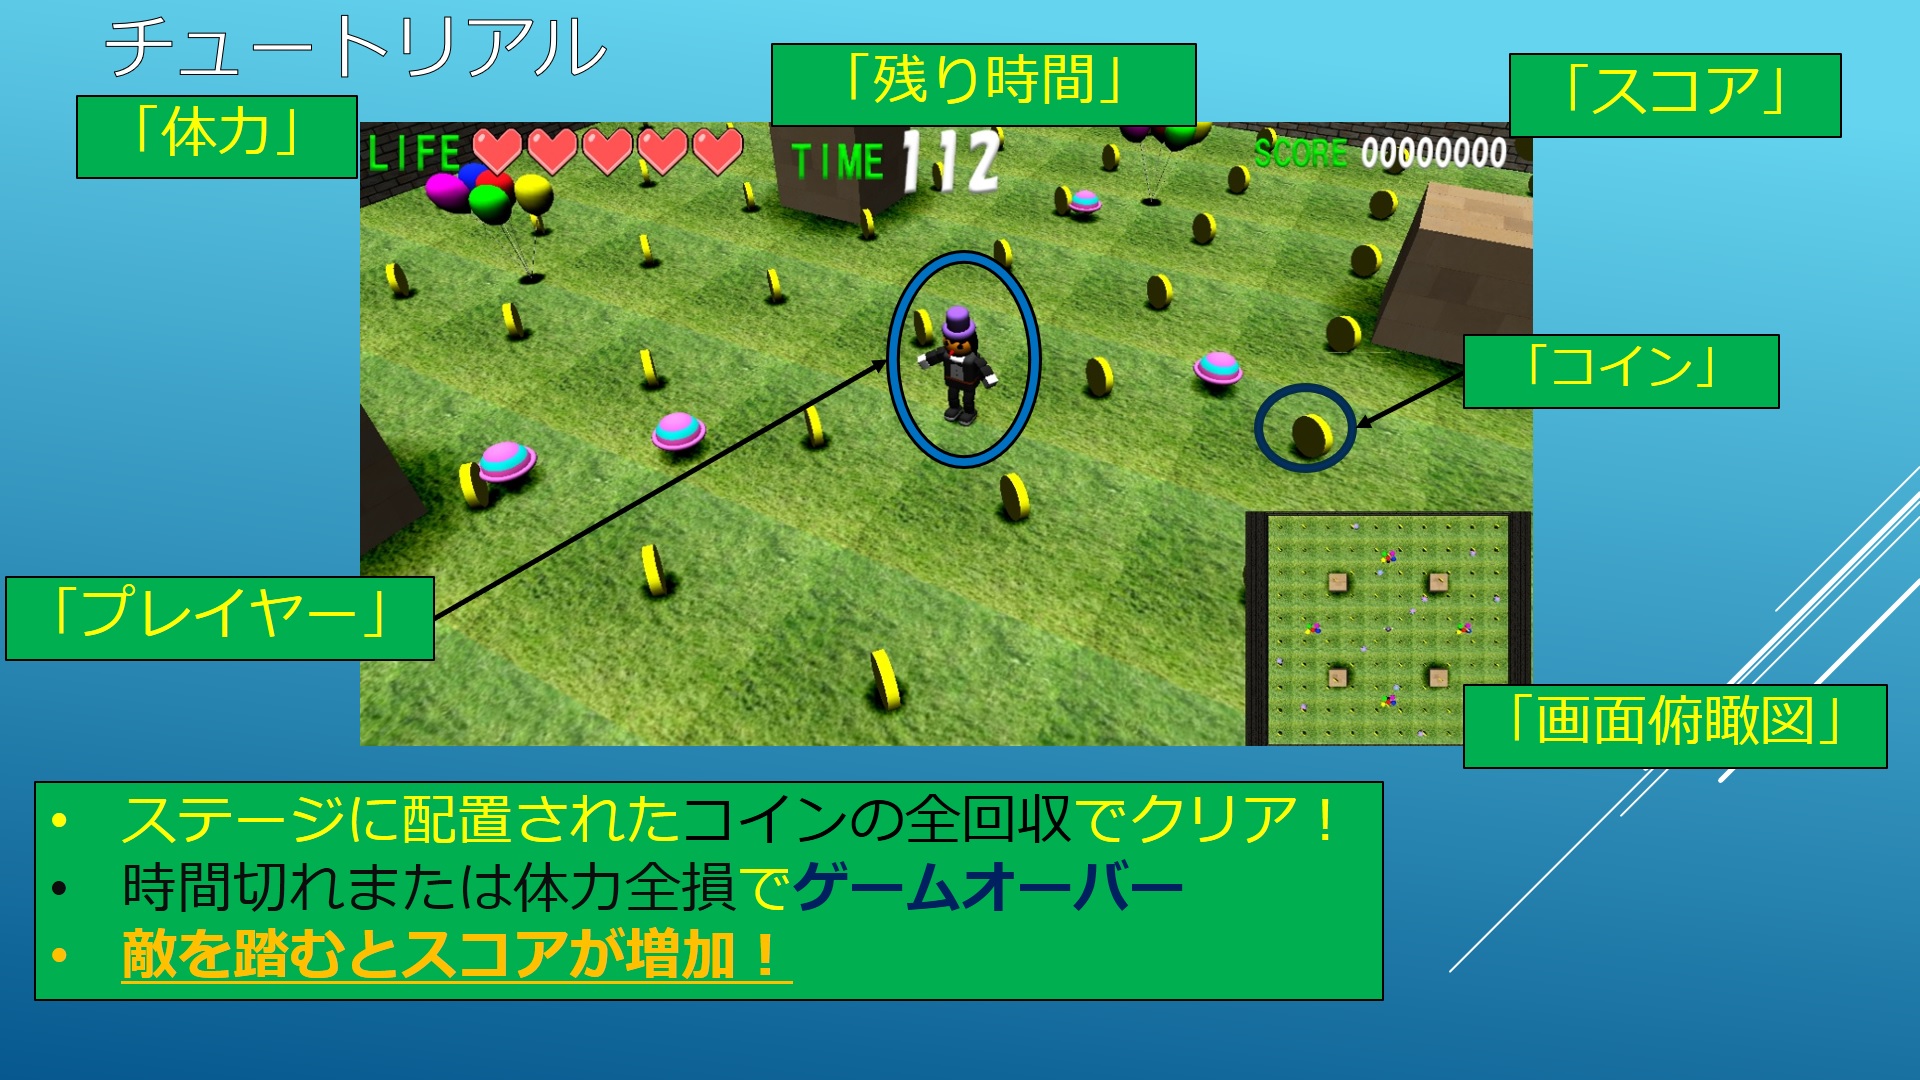 チュートリアル
「体力」
「残り時間」
「スコア」
LIFE
TIME 112
SCORE 00000000
「コイン」
「プレイヤー」
「画面俯瞰図」
• ステージに配置されたコインの全回収でクリア！
• 時間切れまたは体力全損でゲームオーバー
• 敵を踏むとスコアが増加！